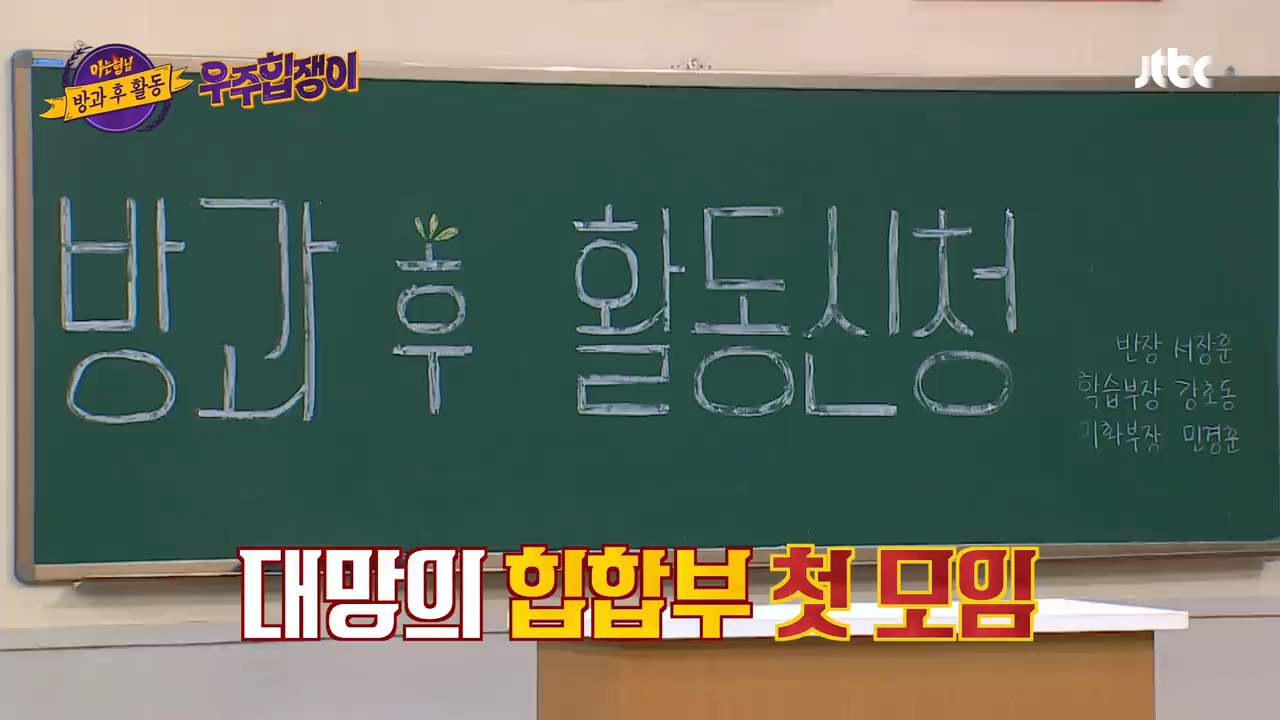 아는형님
방과 후 활동
우주힙쟁이
jtbc
방과 후 활동신청
반장 서장훈
학습부장 강호동
미화부장 민경훈
대망의 힙합부 첫 모임